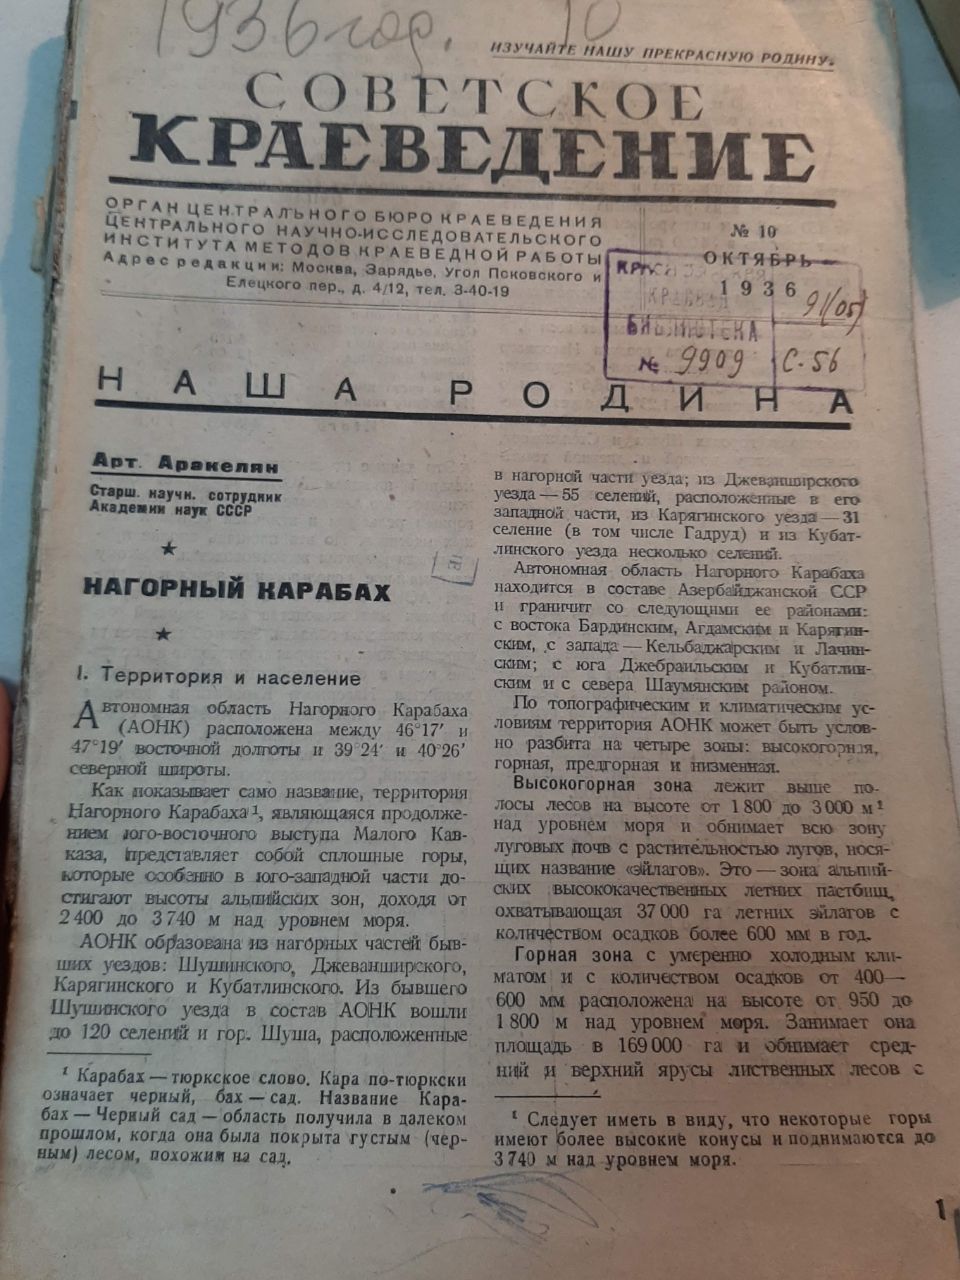 1936 год. 10
ИЗУЧАЙТЕ НАШУ ПРЕКРАСНУЮ РОДИНУ.
СОВЕТСКОЕ
КРАЕВЕДЕНИЕ
ОРГАН ЦЕНТРАЛЬНОГО БЮРО КРАЕВЕДЕНИЯ
ЦЕНТРАЛЬНОГО НАУЧНО-ИССЛЕДОВАТЕЛЬСКОГО
ИНСТИТУТА МЕТОДОВ КРАЕВЕДНОЙ РАБОТЫ
Адрес редакции: Москва, Зарядье, Угол Псковского и
Елецкого пер., д. 4/12, тел. 3-40-19
№ 10
ОКТЯБРЬ
1936
БИБЛИОТЕКА
№ 9909
91(05)
С-56
НАША РОДИНА
Арт. Аракелян
Старш. научн. сотрудник
Академии наук СССР
★
НАГОРНЫЙ КАРАБАХ
★
I. Территория и население
Автономная область Нагорного Карабаха
(АОНК) расположена между 46°17′ и
47°19′ восточной долготы и 39°24′ и 40°26′
северной широты.
Как показывает само название, территория
Нагорного Карабаха¹, являющаяся продолже-
нием юго-восточного выступа Малого Кав-
каза, представляет собой сплошные горы,
которые особенно в юго-западной части до-
стигают высоты альпийских зон, доходя от
2 400 до 3 740 м над уровнем моря.
АОНК образована из нагорных частей быв-
ших уездов: Шушинского, Джеванширского,
Карягинского и Кубатлинского. Из бывшего
Шушинского уезда в состав АОНК вошли
до 120 селений и гор. Шуша, расположенные
¹ Карабах — тюркское слово. Кара по-тюркски
означает черный, бах — сад. Название Кара-
бах — Черный сад — область получила в далеком
прошлом, когда она была покрыта густым (чер-
ным) лесом, похожим на сад.
в нагорной части уезда; из Джеванширского
уезда — 55 селений, расположенные в его
западной части, из Карягинского уезда — 31
селение (в том числе Гадруд) и из Кубат-
линского уезда несколько селений.
Автономная область Нагорного Карабаха
находится в составе Азербайджанской ССР
и граничит со следующими ее районами:
с востока Бардинским, Агдамским и Карягин-
ским, с запада — Кельбаджарским и Лачин-
ским; с юга Джебраильским и Кубатлин-
ским и с севера Шаумянским районом.
По топографическим и климатическим ус-
ловиям территория АОНК может быть услов-
но разбита на четыре зоны: высокогорная,
горная, предгорная и низменная.
Высокогорная зона лежит выше по-
лосы лесов на высоте от 1 800 до 3 000 м¹
над уровнем моря и обнимает всю зону
луговых почв с растительностью лугов, нося-
щих название «эйлагов». Это — зона альпий-
ских высококачественных летних пастбищ,
охватывающая 37 000 га летних эйлагов с
количеством осадков более 600 мм в год.
Горная зона с умеренно холодным кли-
матом и с количеством осадков от 400—
600 мм расположена на высоте от 950 до
1 800 м над уровнем моря. Занимает она
площадь в 169 000 га и обнимает сред-
ний и верхний ярусы лиственных лесов с
¹ Следует иметь в виду, что некоторые горы
имеют более высокие конусы и поднимаются до
3 740 м над уровнем моря.
1